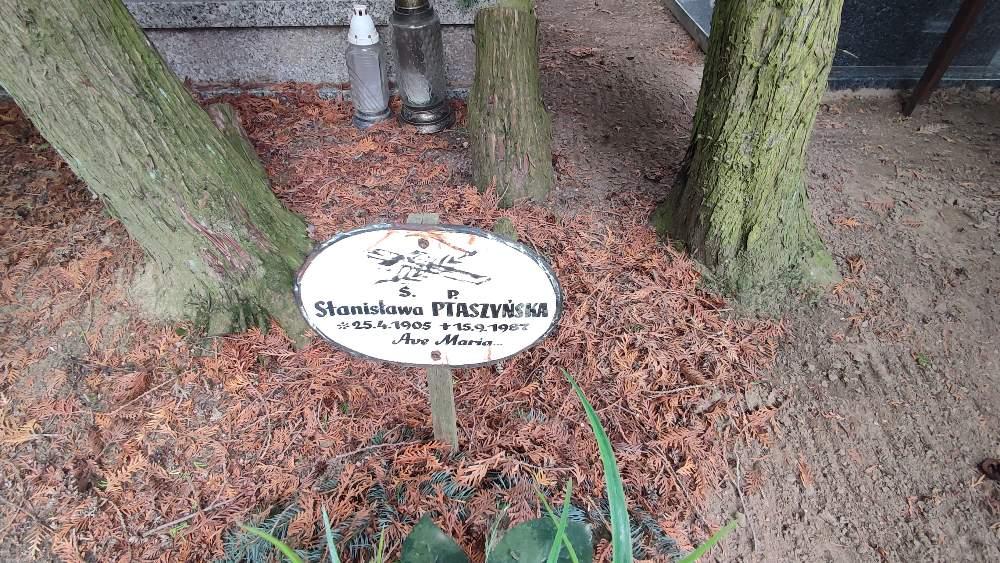 Ś. P.
Stanisława PTASZYŃSKA
*25.4.1905 +15.9.1987
Ave Maria...